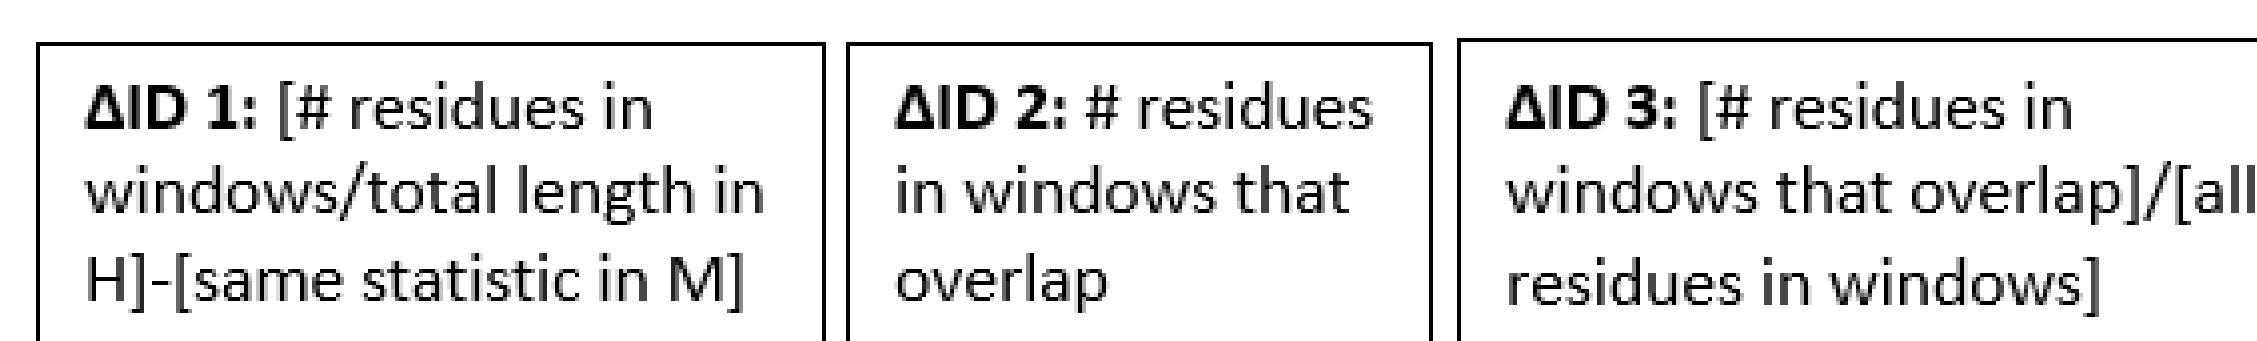 ΔID 1: [# residues in
windows/total length in
H]-[same statistic in M]
ΔID 2: # residues
in windows that
overlap
ΔID 3: [# residues in
windows that overlap]/[all
residues in windows]